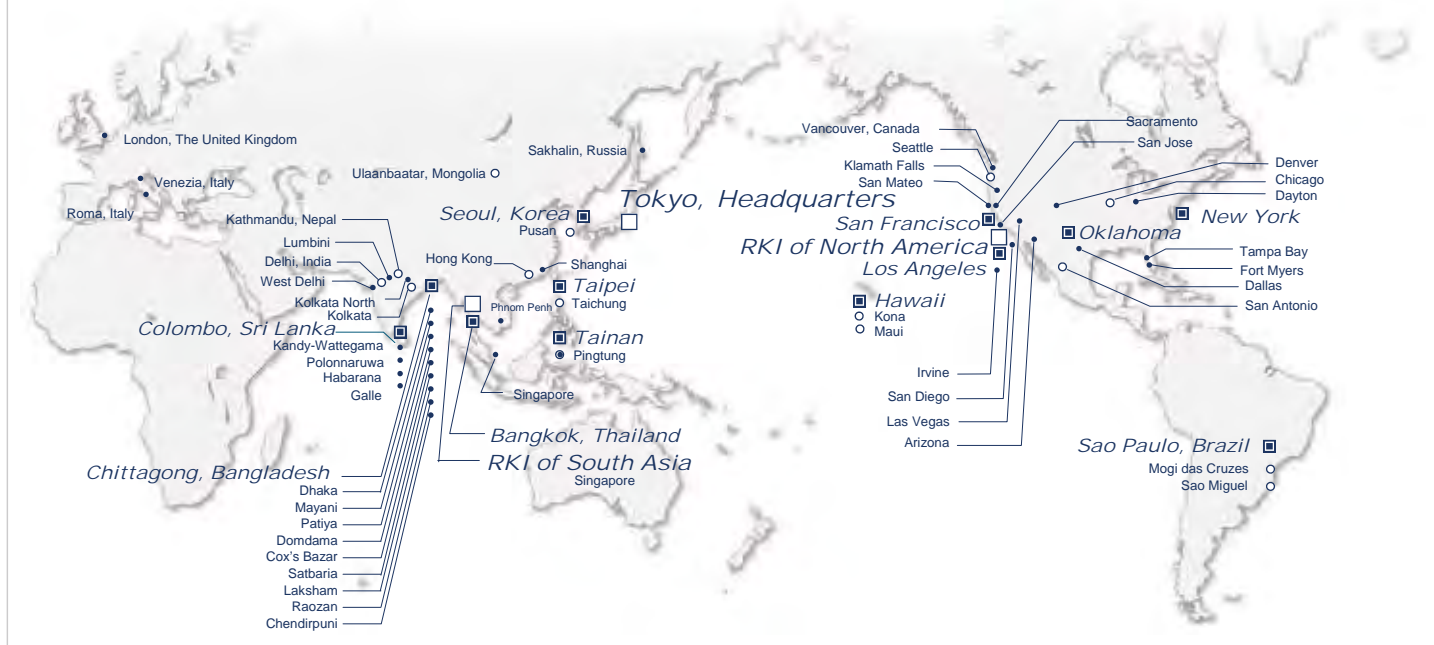 London, The United Kingdom
Venezia, Italy
Roma, Italy
Ulaanbaatar, Mongolia
Sakhalin, Russia
Tokyo, Headquarters
Seoul, Korea
Pusan
Kathmandu, Nepal
Lumbini
Delhi, India
West Delhi
Kolkata North
Kolkata
Hong Kong
Shanghai
Taipei
Taichung
Phnom Penh
Tainan
Pingtung
Colombo, Sri Lanka
Kandy-Wattegama
Polonnaruwa
Habarana
Galle
Singapore
Bangkok, Thailand
RKI of South Asia
Singapore
Chittagong, Bangladesh
Dhaka
Mayani
Patiya
Domdama
Cox's Bazar
Satbaria
Laksham
Raozan
Chendirpuni
Vancouver, Canada
Seattle
Klamath Falls
San Mateo
San Francisco
RKI of North America
Los Angeles
Sacramento
San Jose
Denver
Chicago
Dayton
New York
Oklahoma
Tampa Bay
Fort Myers
Dallas
San Antonio
Hawaii
Kona
Maui
Irvine
San Diego
Las Vegas
Arizona
Sao Paulo, Brazil
Mogi das Cruzes
Sao Miguel